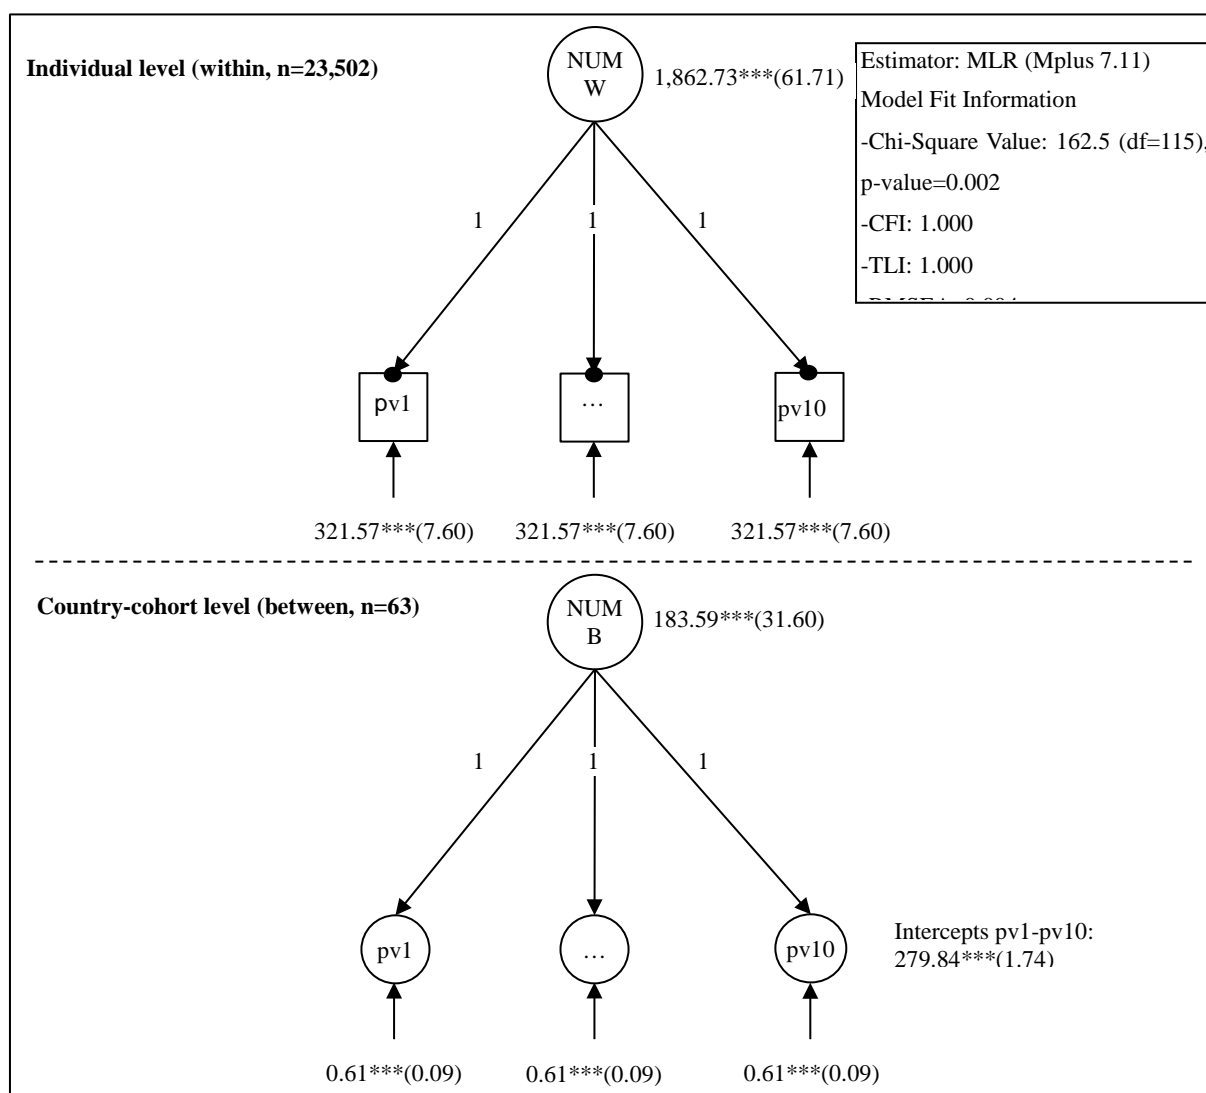 Individual level (within, n=23,502)
NUM
W
1,862.73***(61.71)
Estimator: MLR (Mplus 7.11)
Model Fit Information
-Chi-Square Value: 162.5 (df=115),
p-value=0.002
-CFI: 1.000
-TLI: 1.000
1
1
1
pv1
…
pv10
321.57***(7.60)
321.57***(7.60)
321.57***(7.60)
Country-cohort level (between, n=63)
NUM
B
183.59***(31.60)
1
1
1
pv1
…
pv10
Intercepts pv1-pv10:
279.84***(1.74)
0.61***(0.09)
0.61***(0.09)
0.61***(0.09)